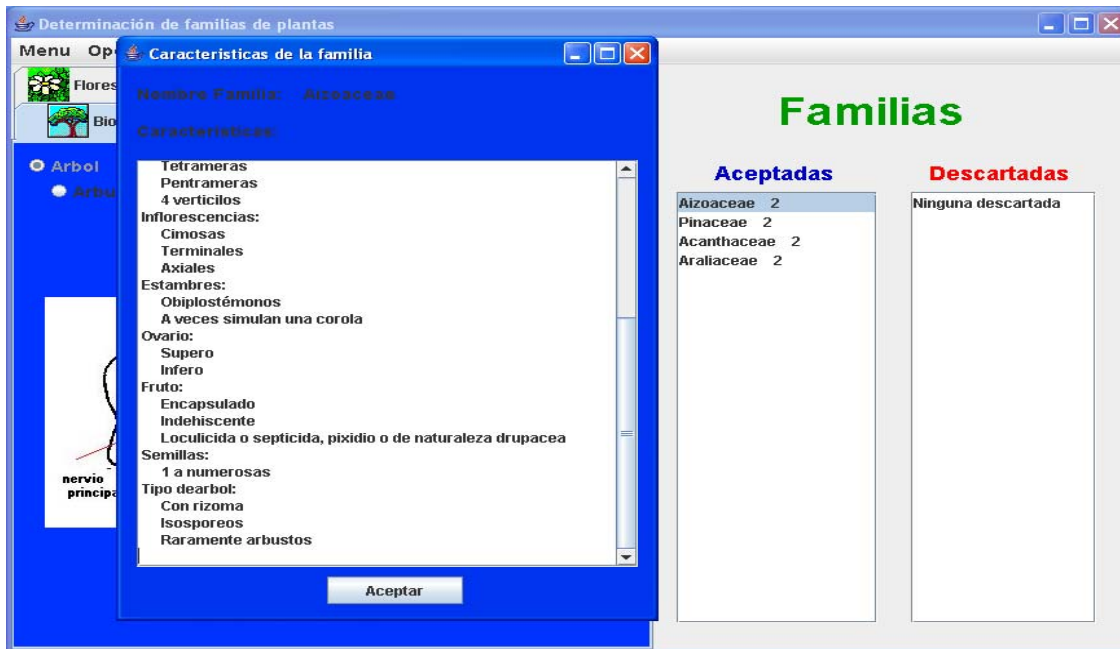 Determinación de familias de plantas
Menu Op
Caracteristicas de la familia
Flores
Bio
Nombre Familia: Aizoaceae
Caracteristicas:
Arbol
Arbu
Tetrameras
Pentrameras
4 verticilos
Inflorescencias:
Cimosas
Terminales
Axiales
Estambres:
Obiplostémonos
A veces simulan una corola
Ovario:
Supero
Infero
Fruto:
Encapsulado
Indehiscente
Loculicida o septicida, pixidio o de naturaleza drupacea
Semillas:
1 a numerosas
Tipo dearbol:
Con rizoma
Isosporeos
Raramente arbustos
Aceptar
nervio
principa
Familias
Aceptadas
Aizoaceae 2
Pinaceae 2
Acanthaceae 2
Araliaceae 2
Descartadas
Ninguna descartada